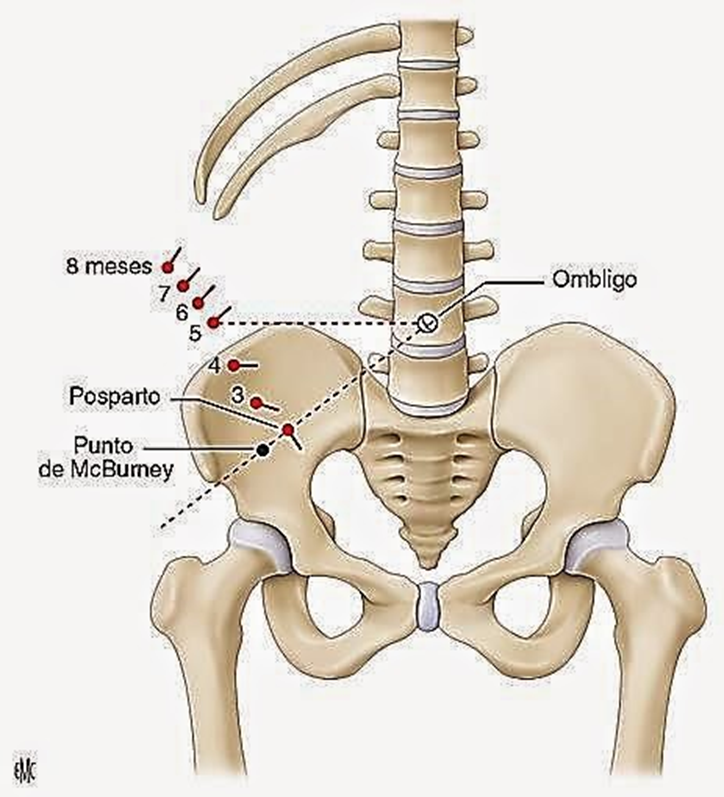 8 meses
7
6
5
Ombligo
4
3
Posparto
Punto
de McBurney
EMC